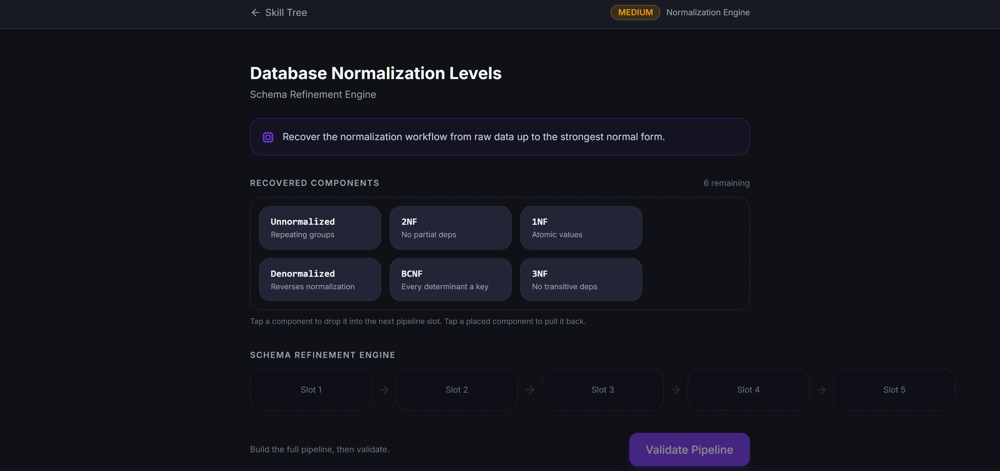 Skill Tree
MEDIUM Normalization Engine
Database Normalization Levels
Schema Refinement Engine
Recover the normalization workflow from raw data up to the strongest normal form.
RECOVERED COMPONENTS
6 remaining
Unnormalized
Repeating groups
2NF
No partial deps
1NF
Atomic values
Denormalized
Reverses normalization
BCNF
Every determinant a key
3NF
No transitive deps
Tap a component to drop it into the next pipeline slot. Tap a placed component to pull it back.
SCHEMA REFINEMENT ENGINE
Slot 1
Slot 2
Slot 3
Slot 4
Slot 5
Build the full pipeline, then validate.
Validate Pipeline